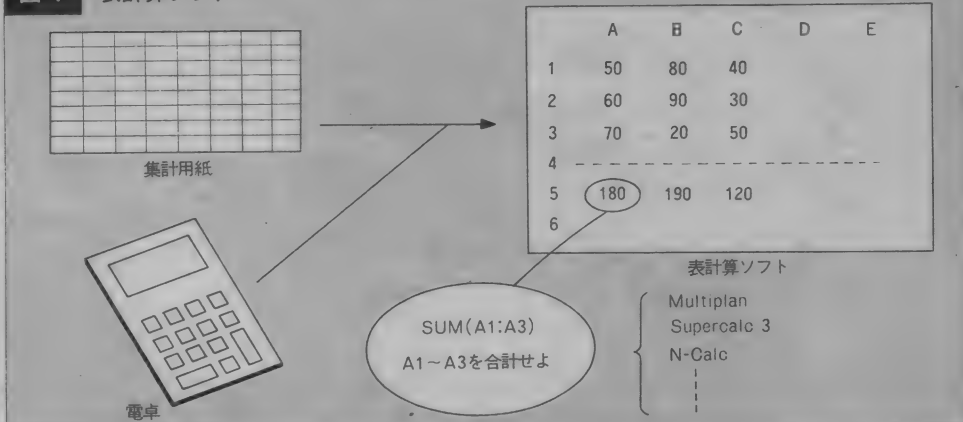 集計用紙
電卓
A B C D E
1 50 80 40
2 60 90 30
3 70 20 50
4
5 180 190 120
6
表計算ソフト
SUM(A1:A3)
A1~A3を合計せよ
Multiplan
Supercalc 3
N-Calc